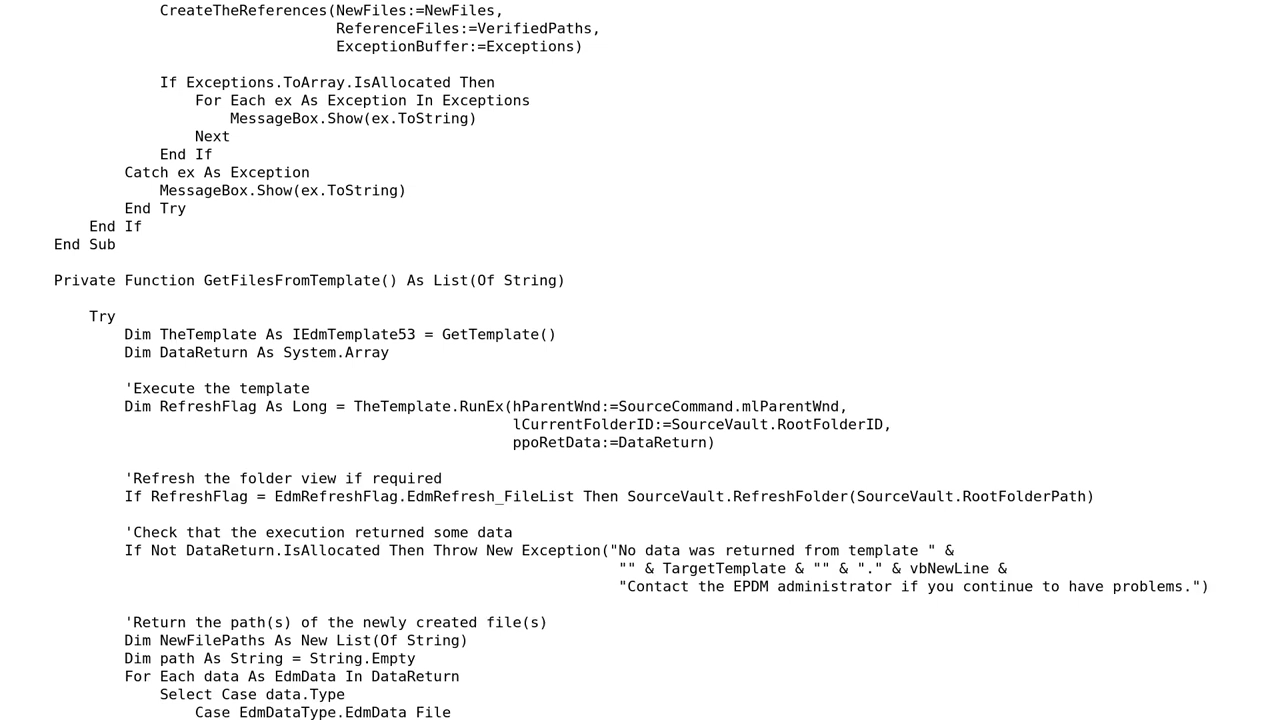 CreateTheReferences(NewFiles:=NewFiles,
ReferenceFiles:=VerifiedPaths,
ExceptionBuffer:=Exceptions)
If Exceptions.ToArray.IsAllocated Then
For Each ex As Exception In Exceptions
MessageBox.Show(ex.ToString)
Next
End If
Catch ex As Exception
MessageBox.Show(ex.ToString)
End Try
End If
End Sub
Private Function GetFilesFromTemplate() As List(Of String)
Try
Dim TheTemplate As IEdmTemplate53 = GetTemplate()
Dim DataReturn As System.Array
'Execute the template
Dim RefreshFlag As Long = TheTemplate.RunEx(hParentWnd:=SourceCommand.mlParentWnd,
lCurrentFolderID:=SourceVault.RootFolderID,
ppoRetData:=DataReturn)
'Refresh the folder view if required
If RefreshFlag = EdmRefreshFlag.EdmRefresh_FileList Then SourceVault.RefreshFolder(SourceVault.RootFolderPath)
'Check that the execution returned some data
If Not DataReturn.IsAllocated Then Throw New Exception("No data was returned from template " &
"" & TargetTemplate & "" & "." & vbNewLine &
"Contact the EPDM administrator if you continue to have problems.")
'Return the path(s) of the newly created file(s)
Dim NewFilePaths As New List(Of String)
Dim path As String = String.Empty
For Each data As EdmData In DataReturn
Select Case data.Type
Case EdmDataType.EdmData File